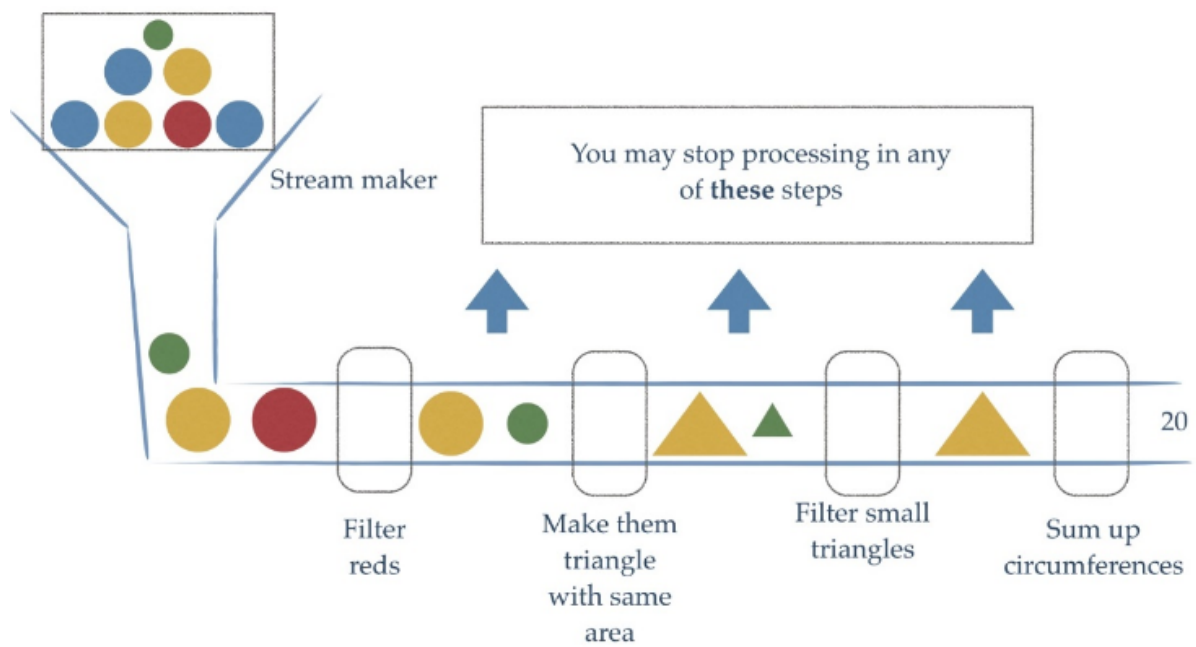 Stream maker
You may stop processing in any
of these steps
20
Filter
reds
Make them
triangle
with same
area
Filter small
triangles
Sum up
circumferences